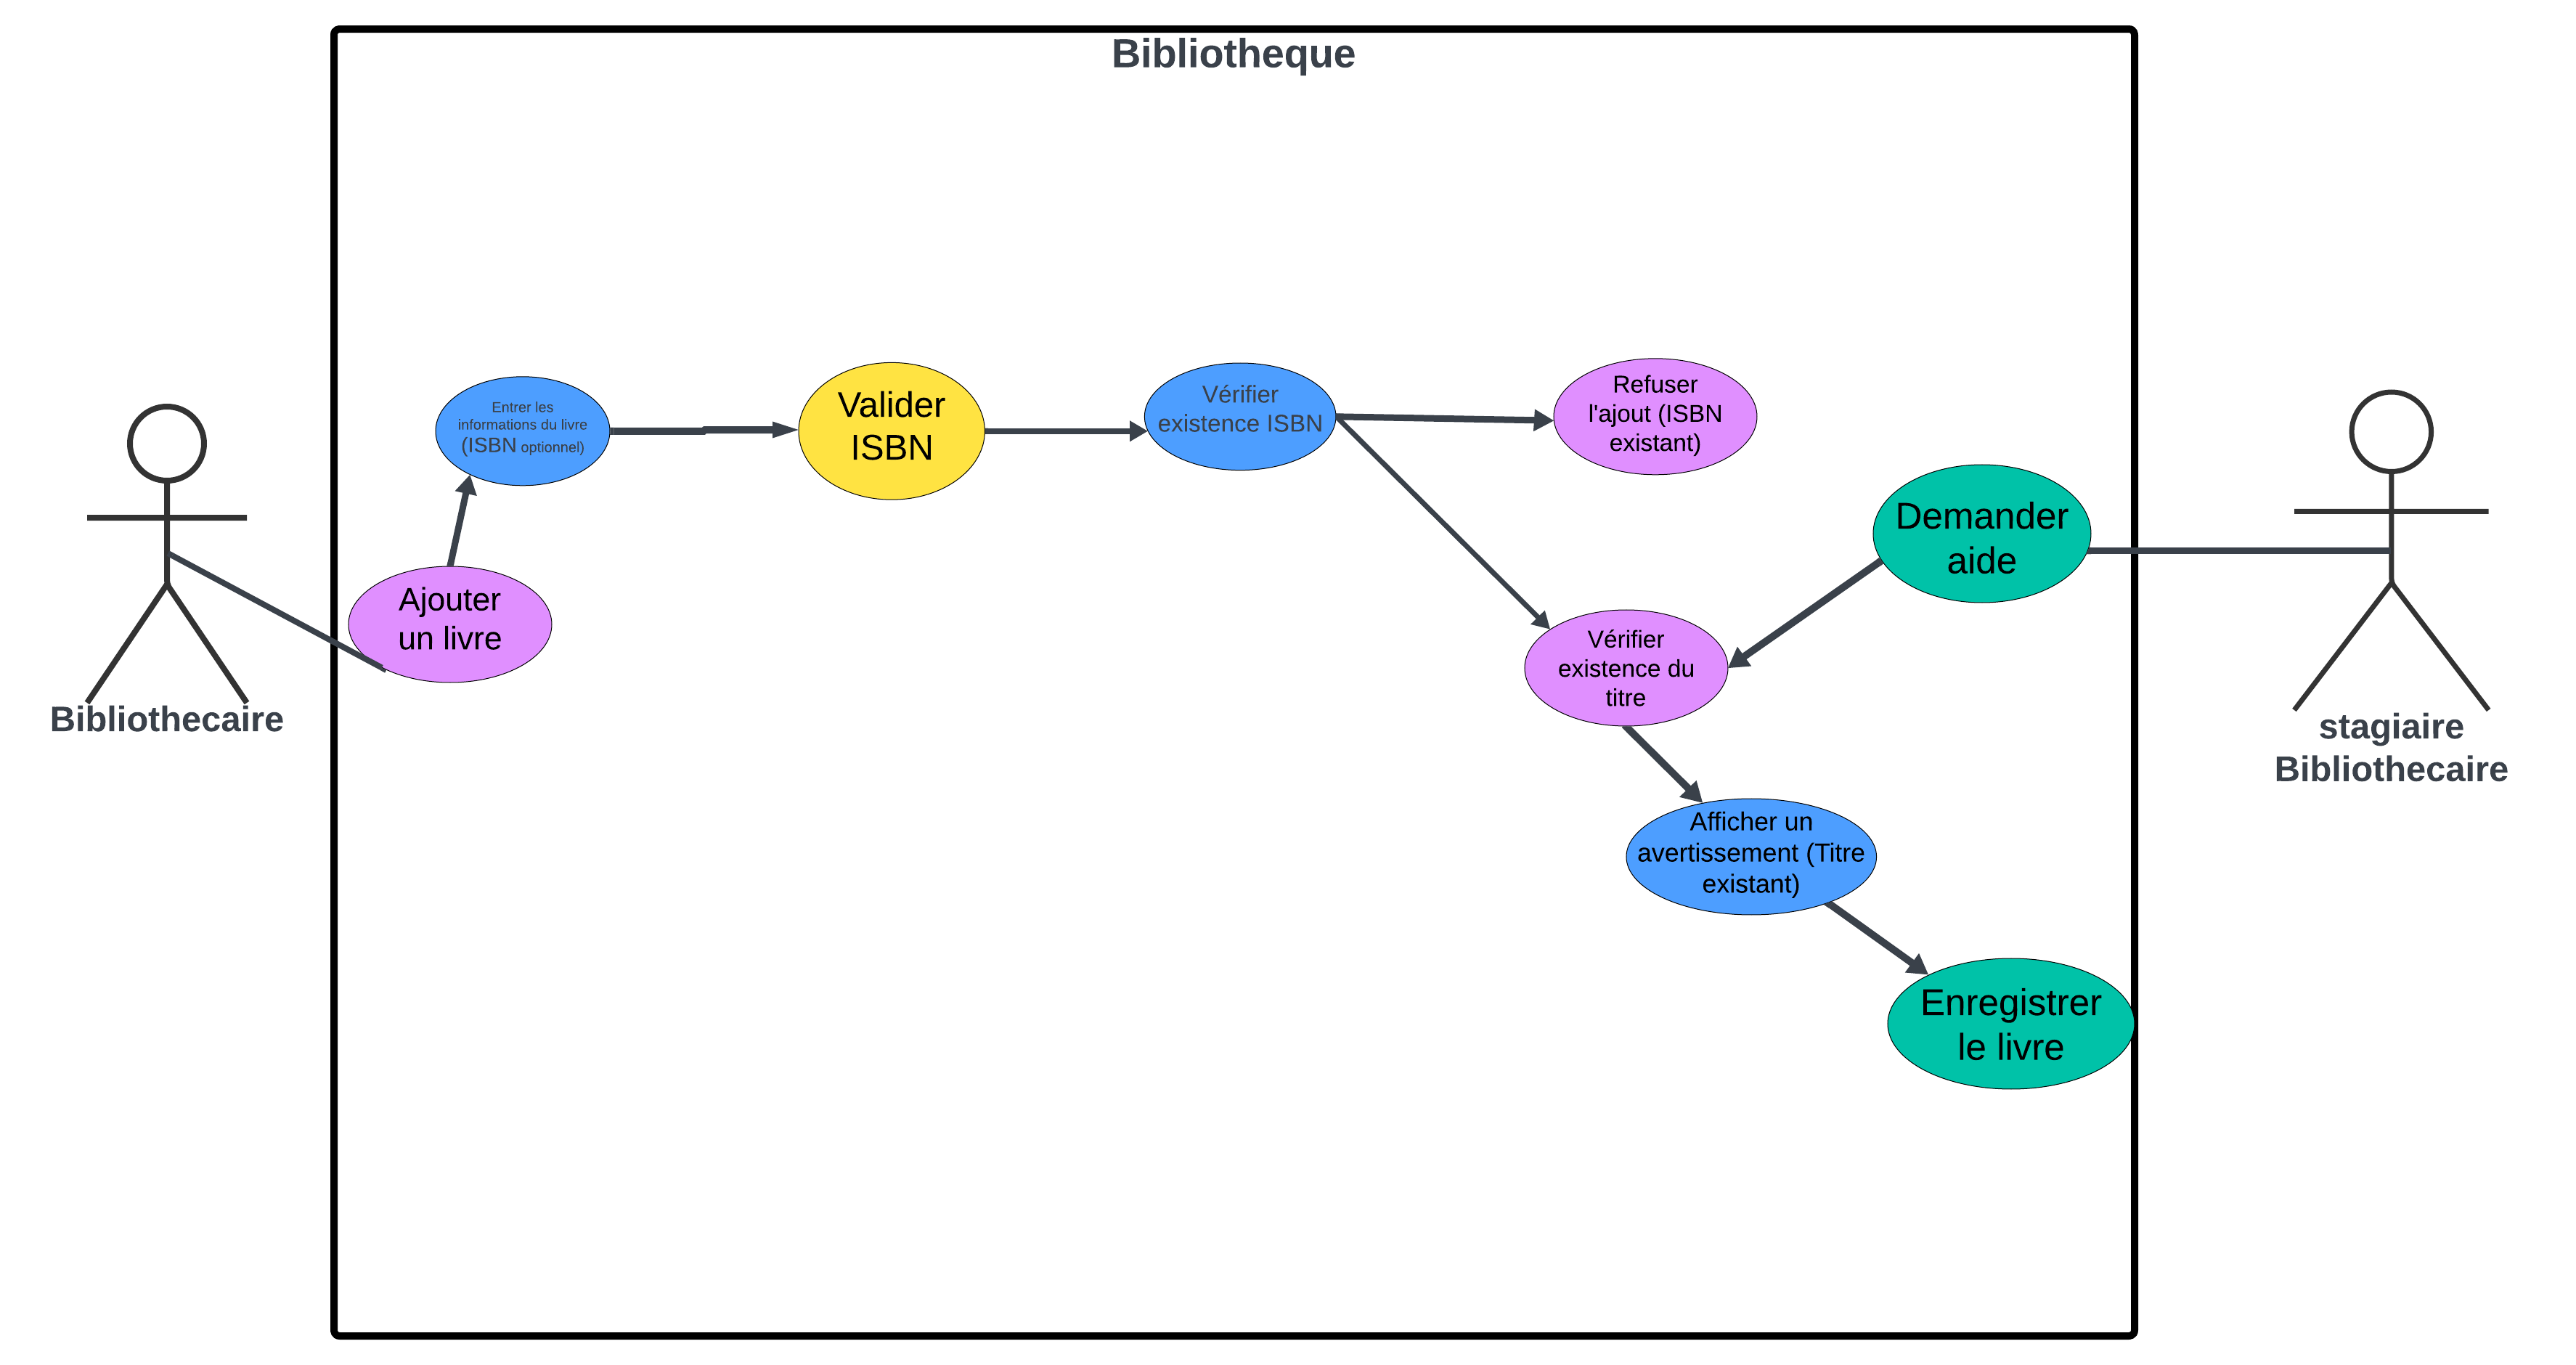 Bibliotheque
Entrer les
informations du livre
(ISBN optionnel)
Valider
ISBN
Vérifier
existence ISBN
Refuser
l'ajout (ISBN
existant)
Demander
aide
Ajouter
un livre
Vérifier
existence du
titre
Bibliothecaire
stagiaire
Bibliothecaire
Afficher un
avertissement (Titre
existant)
Enregistrer
le livre